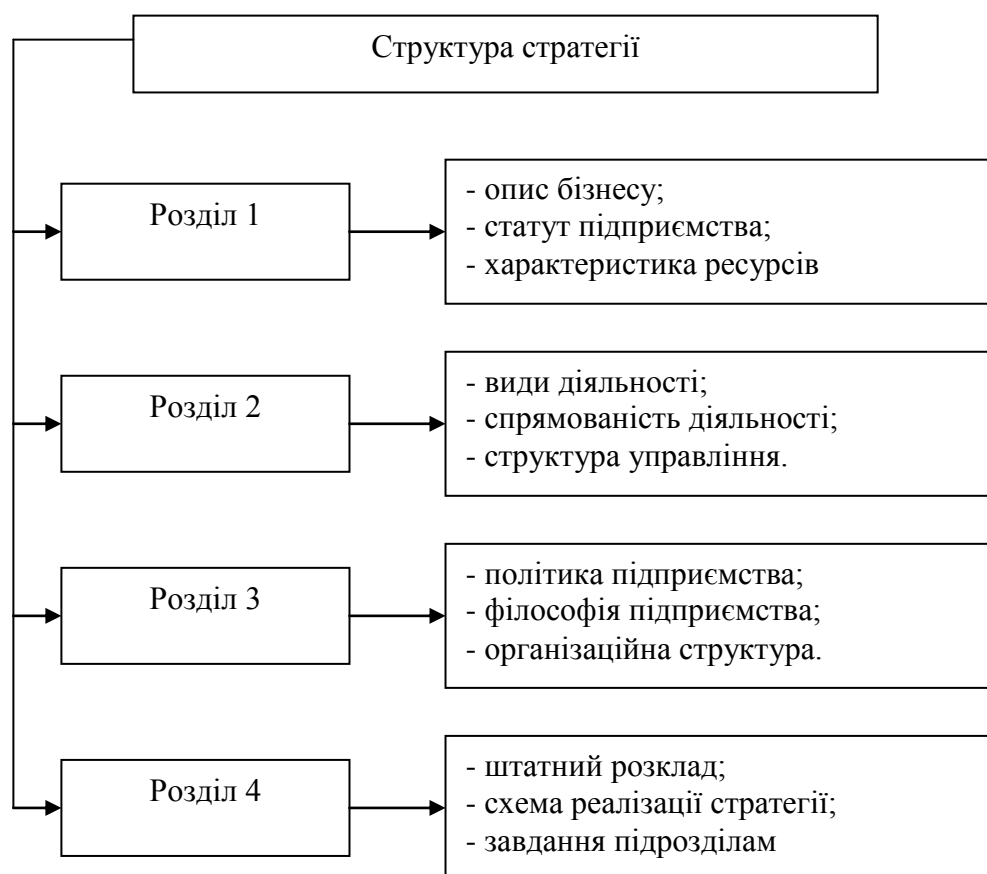 Структура стратегії
Розділ 1
- опис бізнесу;
- статут підприємства;
- характеристика ресурсів
Розділ 2
- види діяльності;
- спрямованість діяльності;
- структура управління.
Розділ 3
- політика підприємства;
- філософія підприємства;
- організаційна структура.
Розділ 4
- штатний розклад;
- схема реалізації стратегії;
- завдання підрозділам